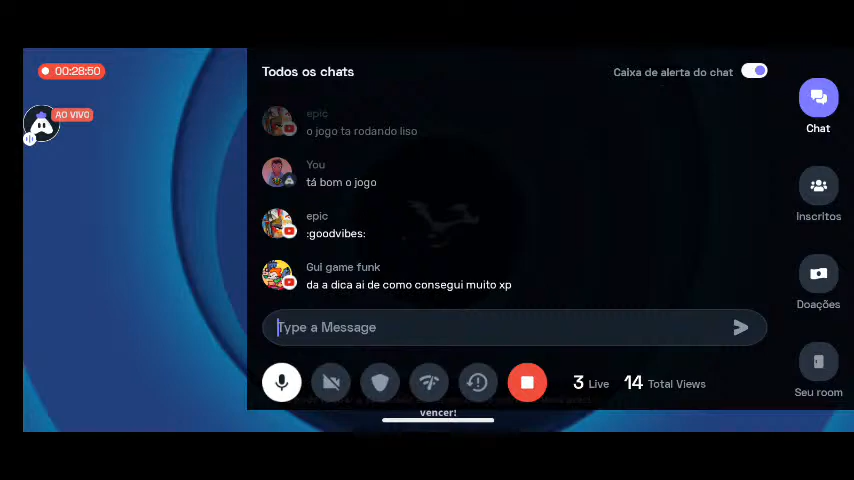 00:28:50
Todos os chats
Caixa de alerta do chat
AO VIVO
epic
o jogo ta rodando liso
Chat
You
tá bom o jogo
epic
:goodvibes:
Inscritos
Gui game funk
da a dica ai de como consegui muito xp
Doações
Type a Message
3 Live 14 Total Views
Seu room
vencer!